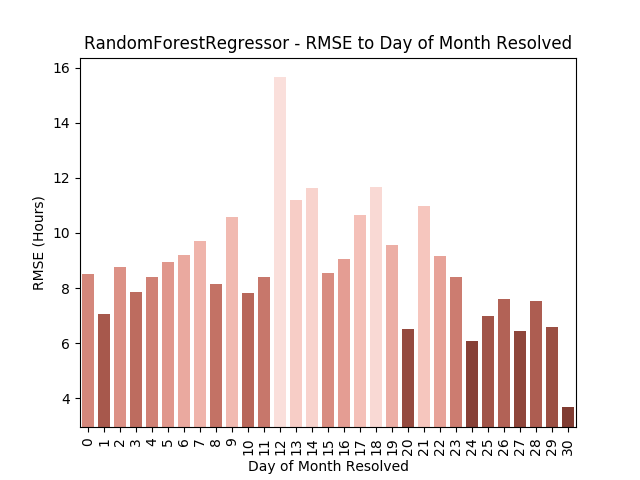 RandomForestRegressor - RMSE to Day of Month Resolved
16
14
12
10
8
6
4
RMSE (Hours)
0 1 2 3 4 5 6 7 8 9 10 11 12 13 14 15 16 17 18 19 20 21 22 23 24 25 26 27 28 29 30
Day of Month Resolved